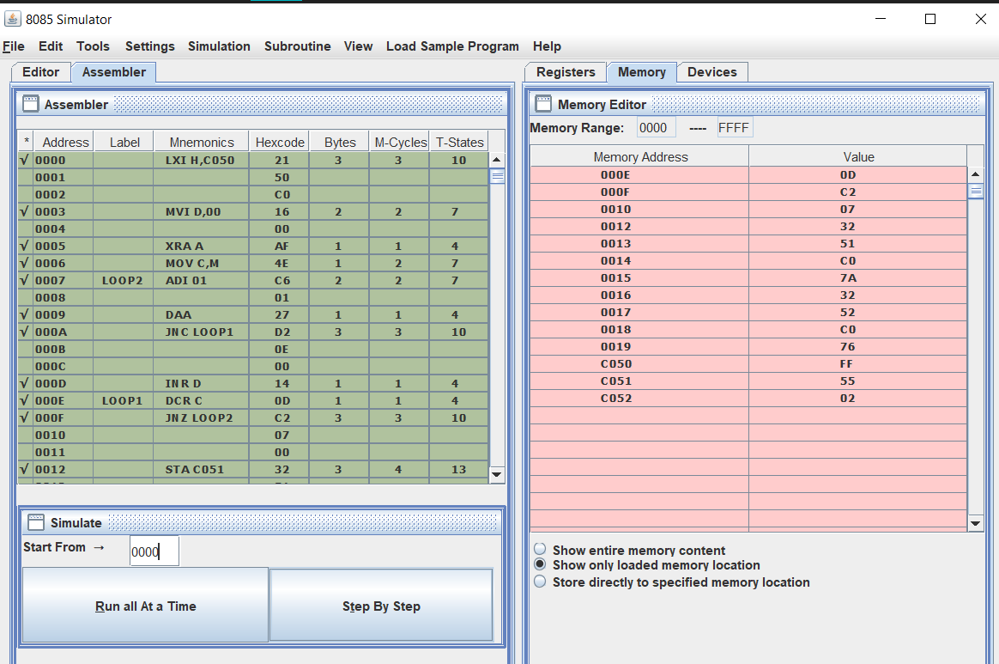 8085 Simulator
File Edit Tools Settings Simulation Subroutine View Load Sample Program Help
Editor Assembler
Assembler
* Address Label Mnemonics Hexcode Bytes M-Cycles T-States
√ 0000 LXI H,C050 21 3 3 10
0001 50
0002 C0
√ 0003 MVI D,00 16 2 2 7
0004 00
√ 0005 XRA A AF 1 1 4
√ 0006 MOV C,M 4E 1 2 7
√ 0007 LOOP2 ADI 01 C6 2 2 7
0008 01
√ 0009 DAA 27 1 1 4
√ 000A JNC LOOP1 D2 3 3 10
000B 0E
000C 00
√ 000D INR D 14 1 1 4
√ 000E LOOP1 DCR C 0D 1 1 4
√ 000F JNZ LOOP2 C2 3 3 10
0010 07
0011 00
√ 0012 STA C051 32 3 4 13
Simulate
Start From → 0000
Run all At a Time Step By Step
Registers Memory Devices
Memory Editor
Memory Range: 0000 ---- FFFF
Memory Address Value
000E 0D
000F C2
0010 07
0012 32
0013 51
0014 C0
0015 7A
0016 32
0017 52
0018 C0
0019 76
C050 FF
C051 55
C052 02
Show entire memory content
Show only loaded memory location
Store directly to specified memory location